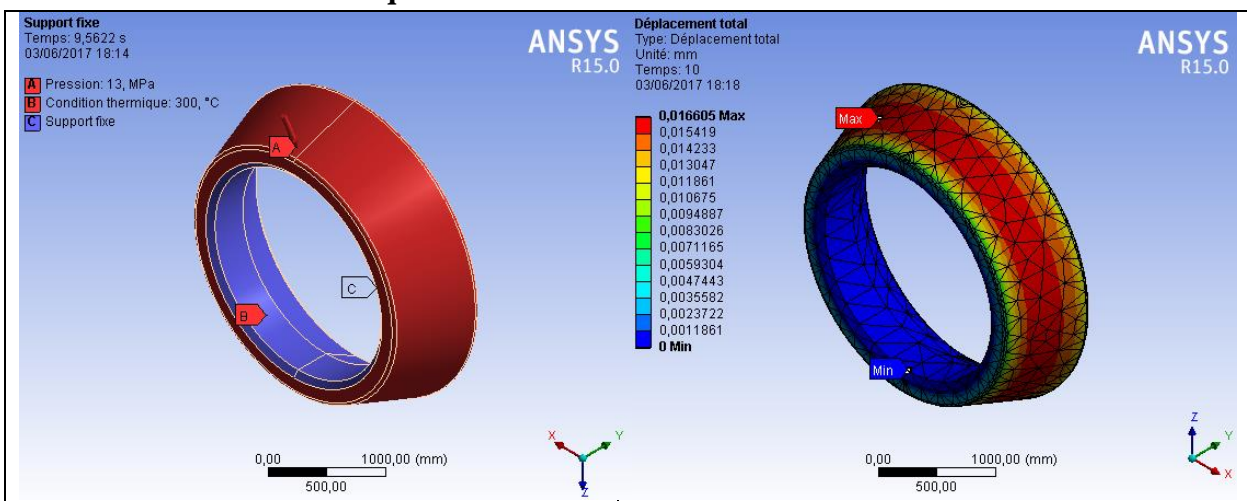 Support fixe
Temps: 9,5622 s
03/06/2017 18:14
A Pression: 13, MPa
B Condition thermique: 300, °C
C Support fixe
ANSYS
R15.0
A
C
B
0,00 1000,00 (mm)
500,00
X
Y
Z
Déplacement total
Type: Déplacement total
Unité: mm
Temps: 10
03/06/2017 18:18
ANSYS
R15.0
0,016605 Max
0,015419
0,014233
0,013047
0,011861
0,010675
0,0094887
0,0083026
0,0071165
0,0059304
0,0047443
0,0035582
0,0023722
0,0011861
0 Min
Max
Min
0,00 1000,00 (mm)
500,00
Z
Y
X